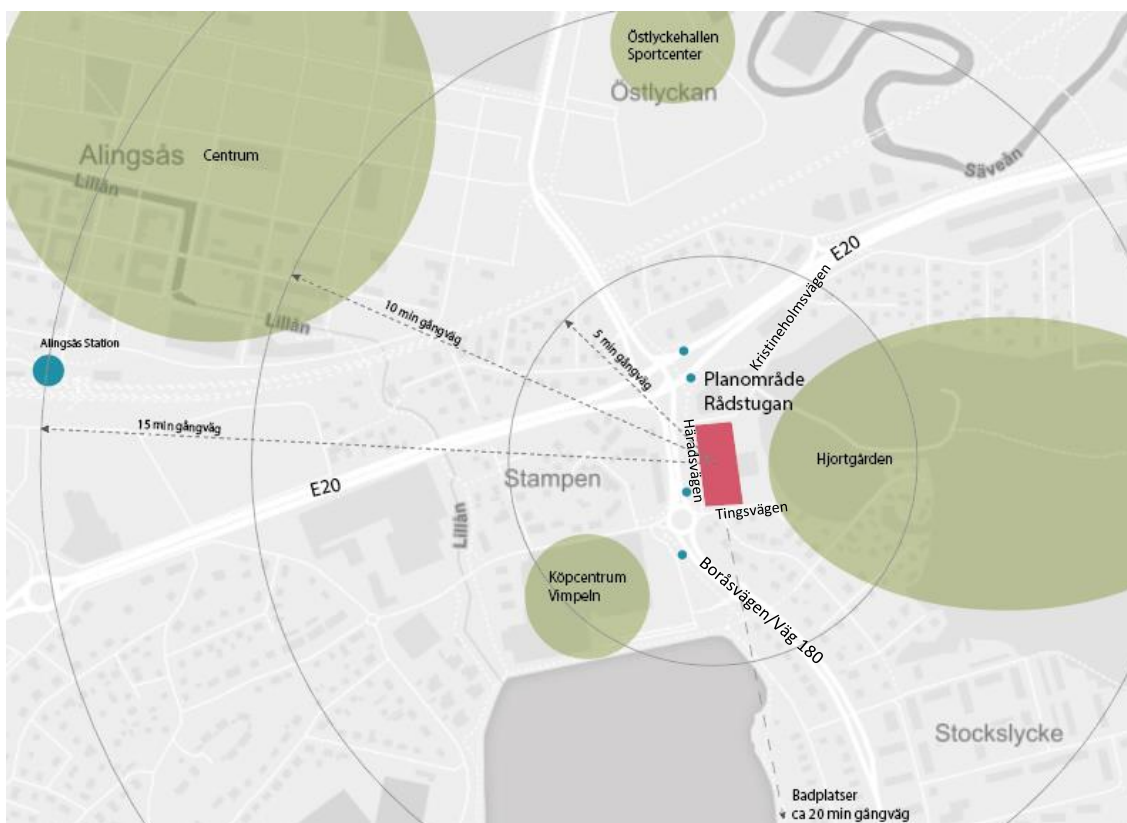 Östlyckehallen
Sportcenter
Östlyckan
Alingsås
Centrum
Lillån
Säveån
E20
Kristineholmsvägen
Lillån
10 min gångväg
5 min gångväg
Alingsås Station
Planområde
Rådstugan
15 min gångväg
Häradsvägen
Hjortgården
Stampen
E20
Tingsvägen
Lillån
Köpcentrum
Vimpeln
Boråsvägen/Väg 180
Stockslycke
Badplatser
ca 20 min gångväg